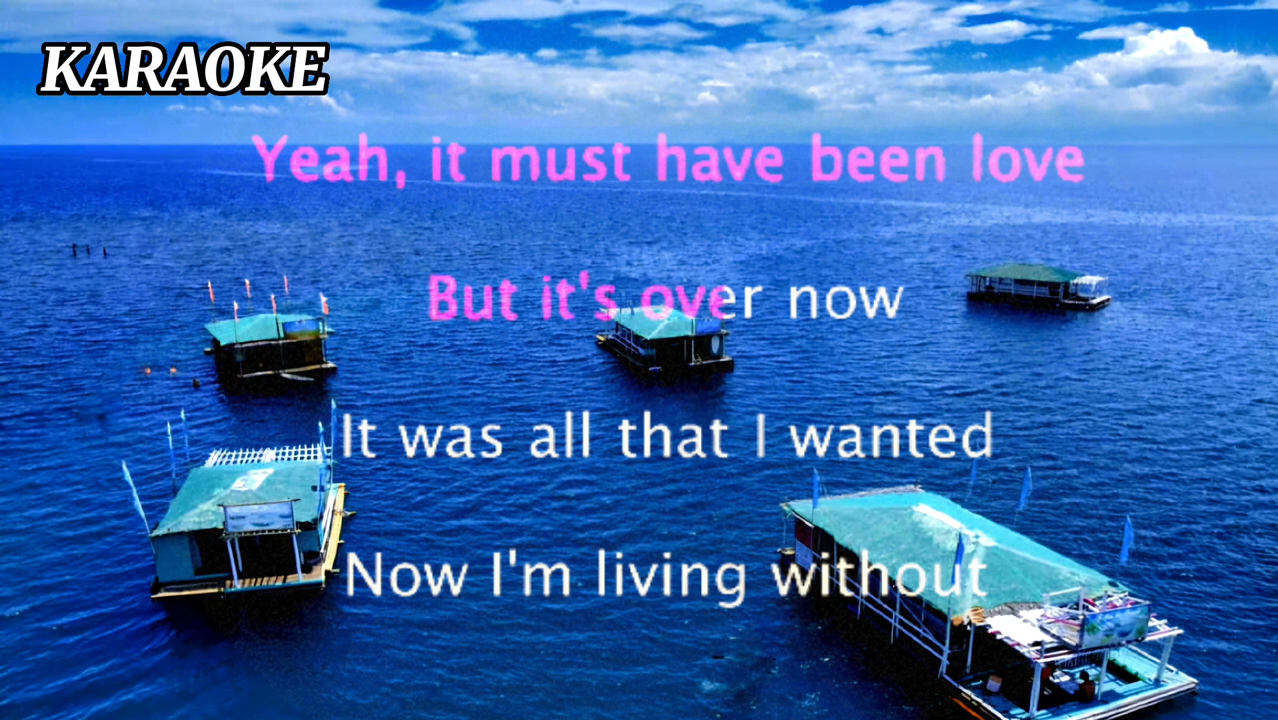 KARAOKE
Yeah, it must have been love
But it's over now
It was all that I wanted
Now I'm living without